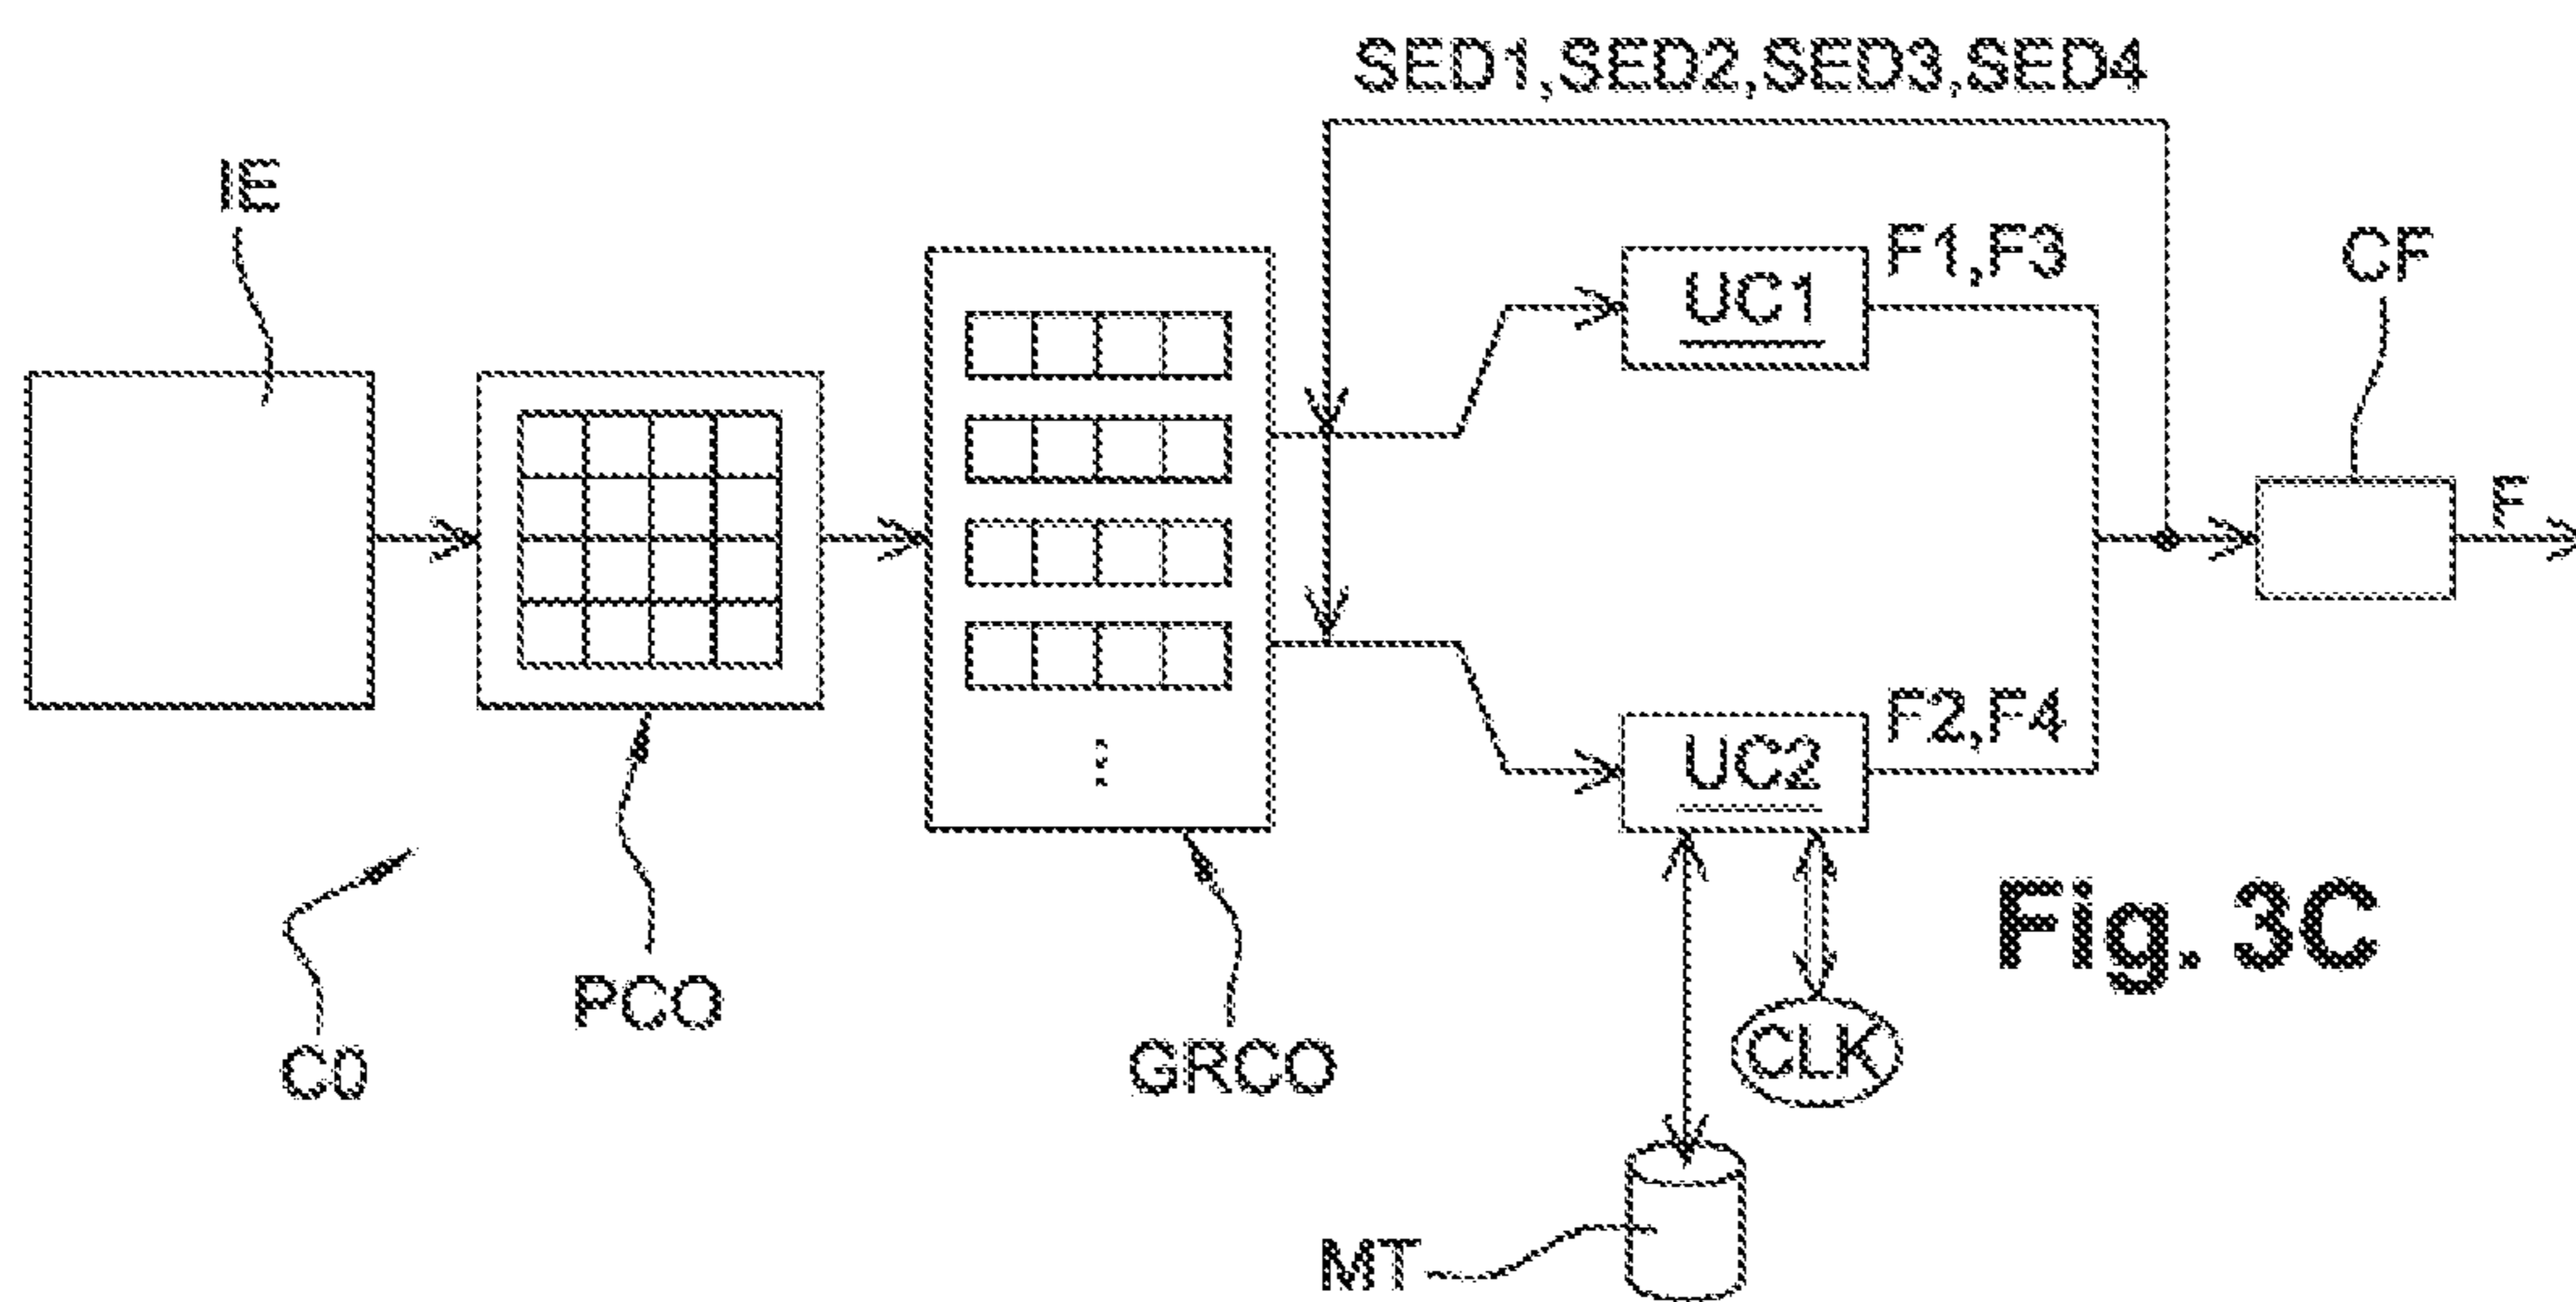 SED1,SED2,SED3,SED4
IE
F1,F3
CF
UC1
F
F2,F4
UC2
Fig. 3C
PCO
CLK
C0
GRCO
MT